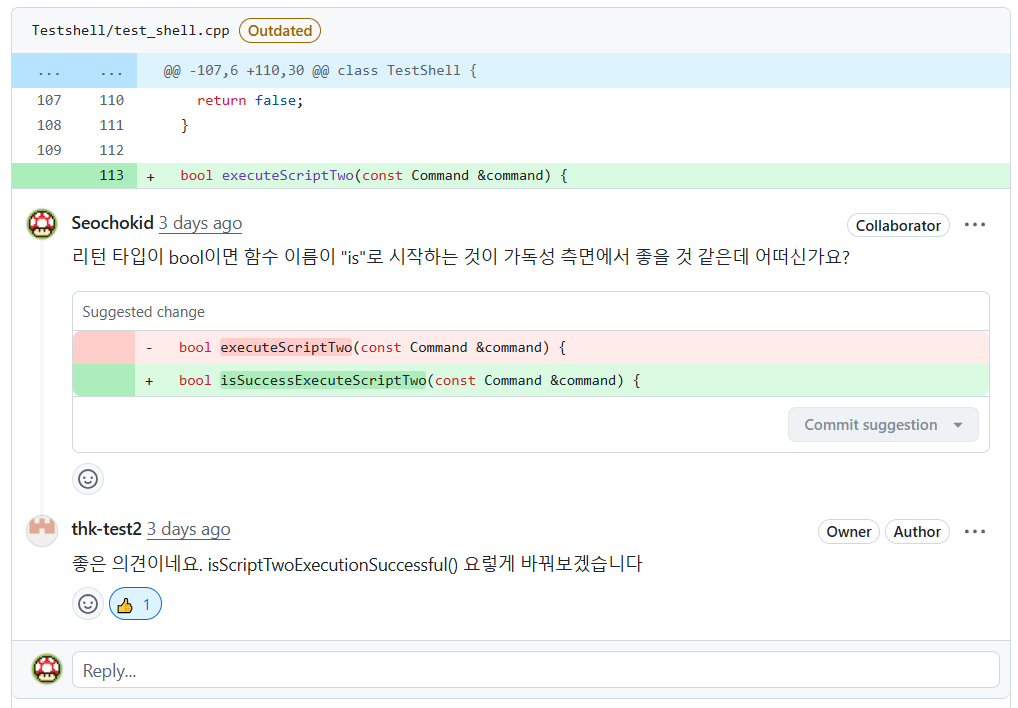 Testshell/test_shell.cpp Outdated
... ... @@ -107,6 +110,30 @@ class TestShell {
107 110 return false;
108 111 }
109 112
113 + bool executeScriptTwo(const Command &command) {
Seochokid 3 days ago Collaborator ...
리턴 타입이 bool이면 함수 이름이 "is"로 시작하는 것이 가독성 측면에서 좋을 것 같은데 어떠신가요?
Suggested change
- bool executeScriptTwo(const Command &command) {
+ bool isSuccessExecuteScriptTwo(const Command &command) {
Commit suggestion
thk-test2 3 days ago Owner Author ...
좋은 의견이네요. isScriptTwoExecutionSuccessful() 요렇게 바꿔보겠습니다
1
Reply...